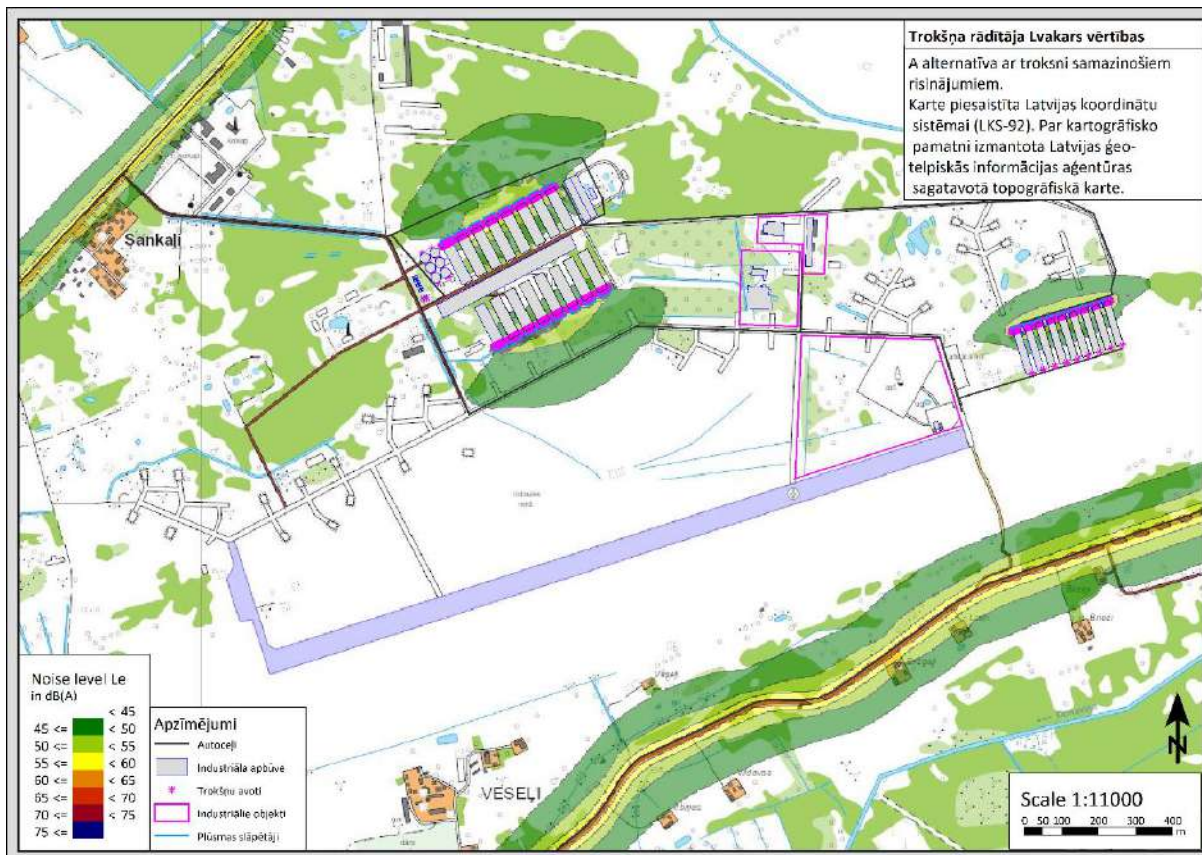 Trokšņa rādītāja Lvakars vērtības
A alternatīva ar troksni samazinošiem
risinājumiem.
Karte piesaistīta Latvijas koordinātu
sistēmai (LKS-92). Par kartogrāfisko
pamatni izmantota Latvijas ģeo-
telpiskās informācijas aģentūras
sagatavotā topogrāfiskā karte.
Sankaļi
VESEĻI
Brieži
Noise level Le
in dB(A)
< 45
45 <= < 50
50 <= < 55
55 <= < 60
60 <= < 65
65 <= < 70
70 <= < 75
75 <=
Apzīmējumi
Autoceļi
Industriāla apbūve
Trokšņu avoti
Industriālie objekti
Plūsmas slāpētāji
N
Scale 1:11000
0 50 100 200 300 400
m